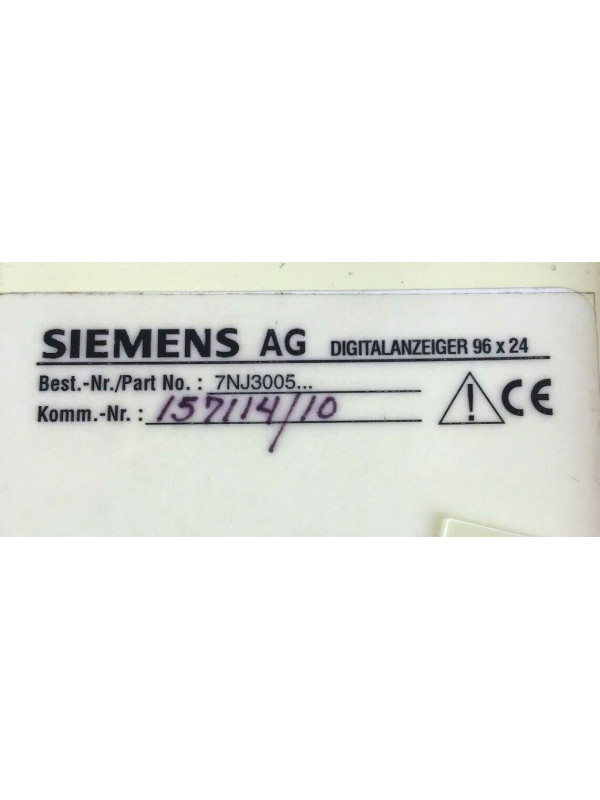 SIEMENS AG DIGITALANZEIGER 96 x 24
Best.-Nr./Part No. : 7NJ3005...
Komm.-Nr. : 157114/10
CE